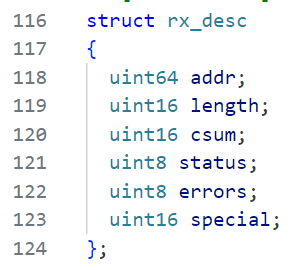 116 struct rx_desc
117 {
118 uint64 addr;
119 uint16 length;
120 uint16 csum;
121 uint8 status;
122 uint8 errors;
123 uint16 special;
124 };